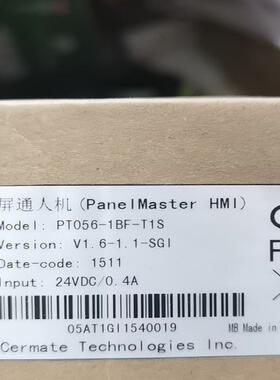 屏通人机(PanelMaster HMI)
Model: PT056-1BF-T1S
Version: V1.6-1.1-SGI
Date-code: 1511
Input: 24VDC/0.4A
05AT1GI1540019
MB Made in
Cermate Technologies Inc.